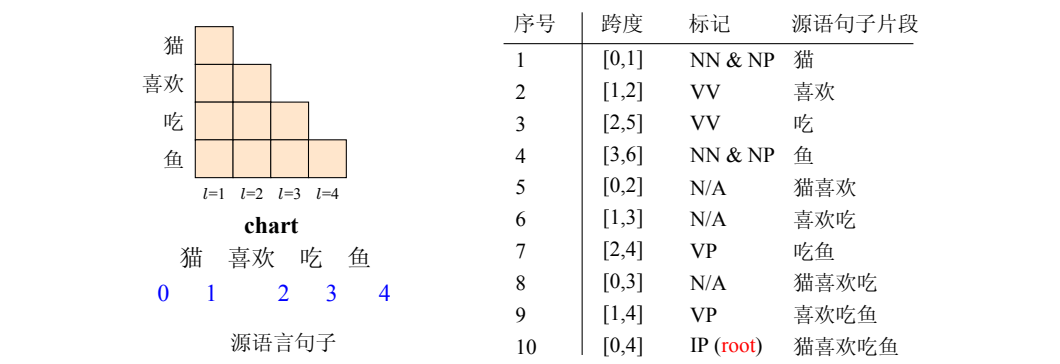 猫
喜欢
吃
鱼
l=1 l=2 l=3 l=4
chart
猫 喜欢 吃 鱼
0 1 2 3 4
源语言句子
序号 跨度 标记 源语句子片段
1 [0,1] NN & NP 猫
2 [1,2] VV 喜欢
3 [2,5] VV 吃
4 [3,6] NN & NP 鱼
5 [0,2] N/A 猫喜欢
6 [1,3] N/A 喜欢吃
7 [2,4] VP 吃鱼
8 [0,3] N/A 猫喜欢吃
9 [1,4] VP 喜欢吃鱼
10 [0,4] IP (root) 猫喜欢吃鱼